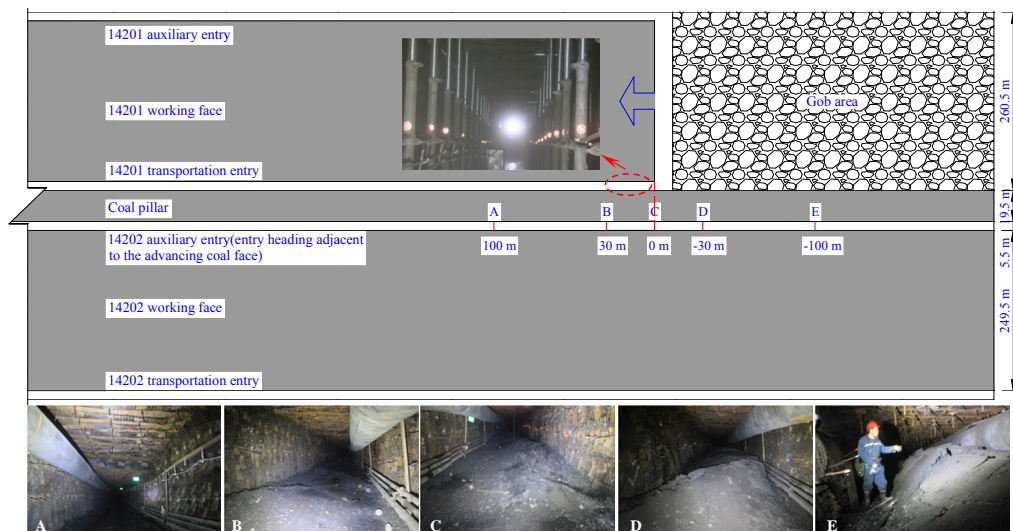 14201 auxiliary entry
14201 working face
Gob area
260.5 m
14201 transportation entry
Coal pillar
A
B
C
D
E
19.5 m
14202 auxiliary entry(entry heading adjacent
to the advancing coal face)
100 m
30 m
0 m
-30 m
-100 m
5.5 m
14202 working face
249.5 m
14202 transportation entry
A
B
C
D
E